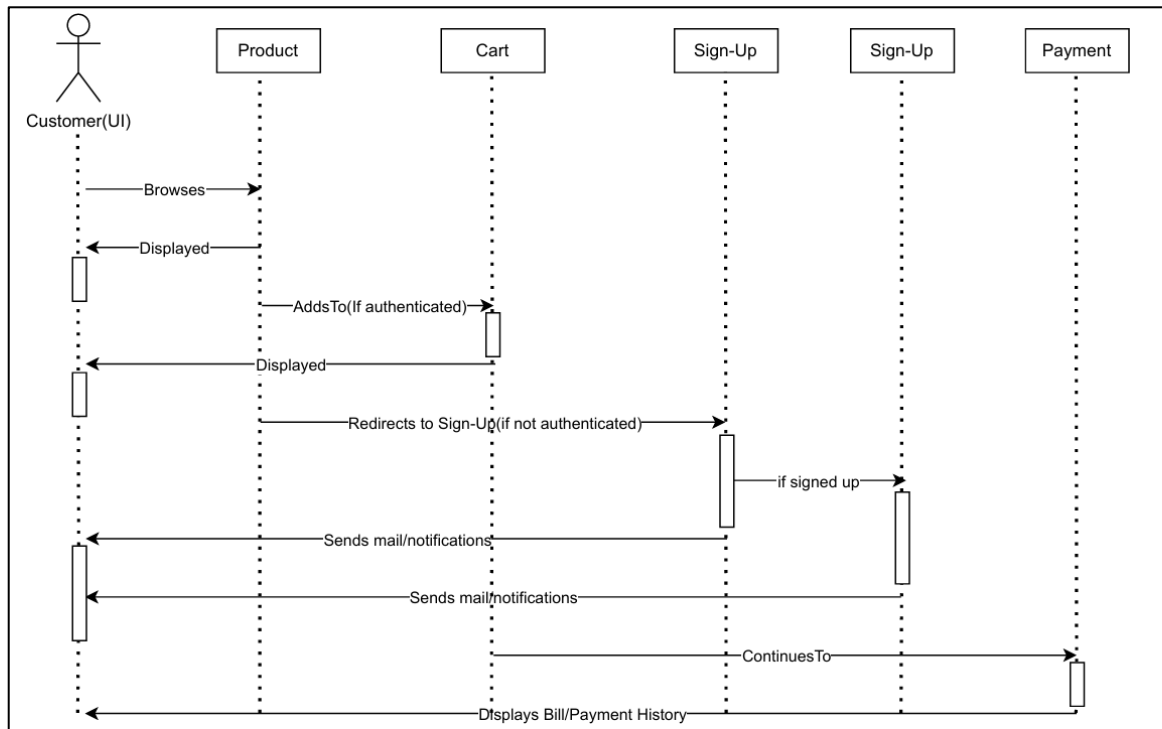 Product
Cart
Sign-Up
Sign-Up
Payment
Customer(UI)
Browses
Displayed
AddsTo(If authenticated)
Displayed
Redirects to Sign-Up(if not authenticated)
if signed up
Sends mail/notifications
Sends mail/notifications
ContinuesTo
Displays Bill/Payment History